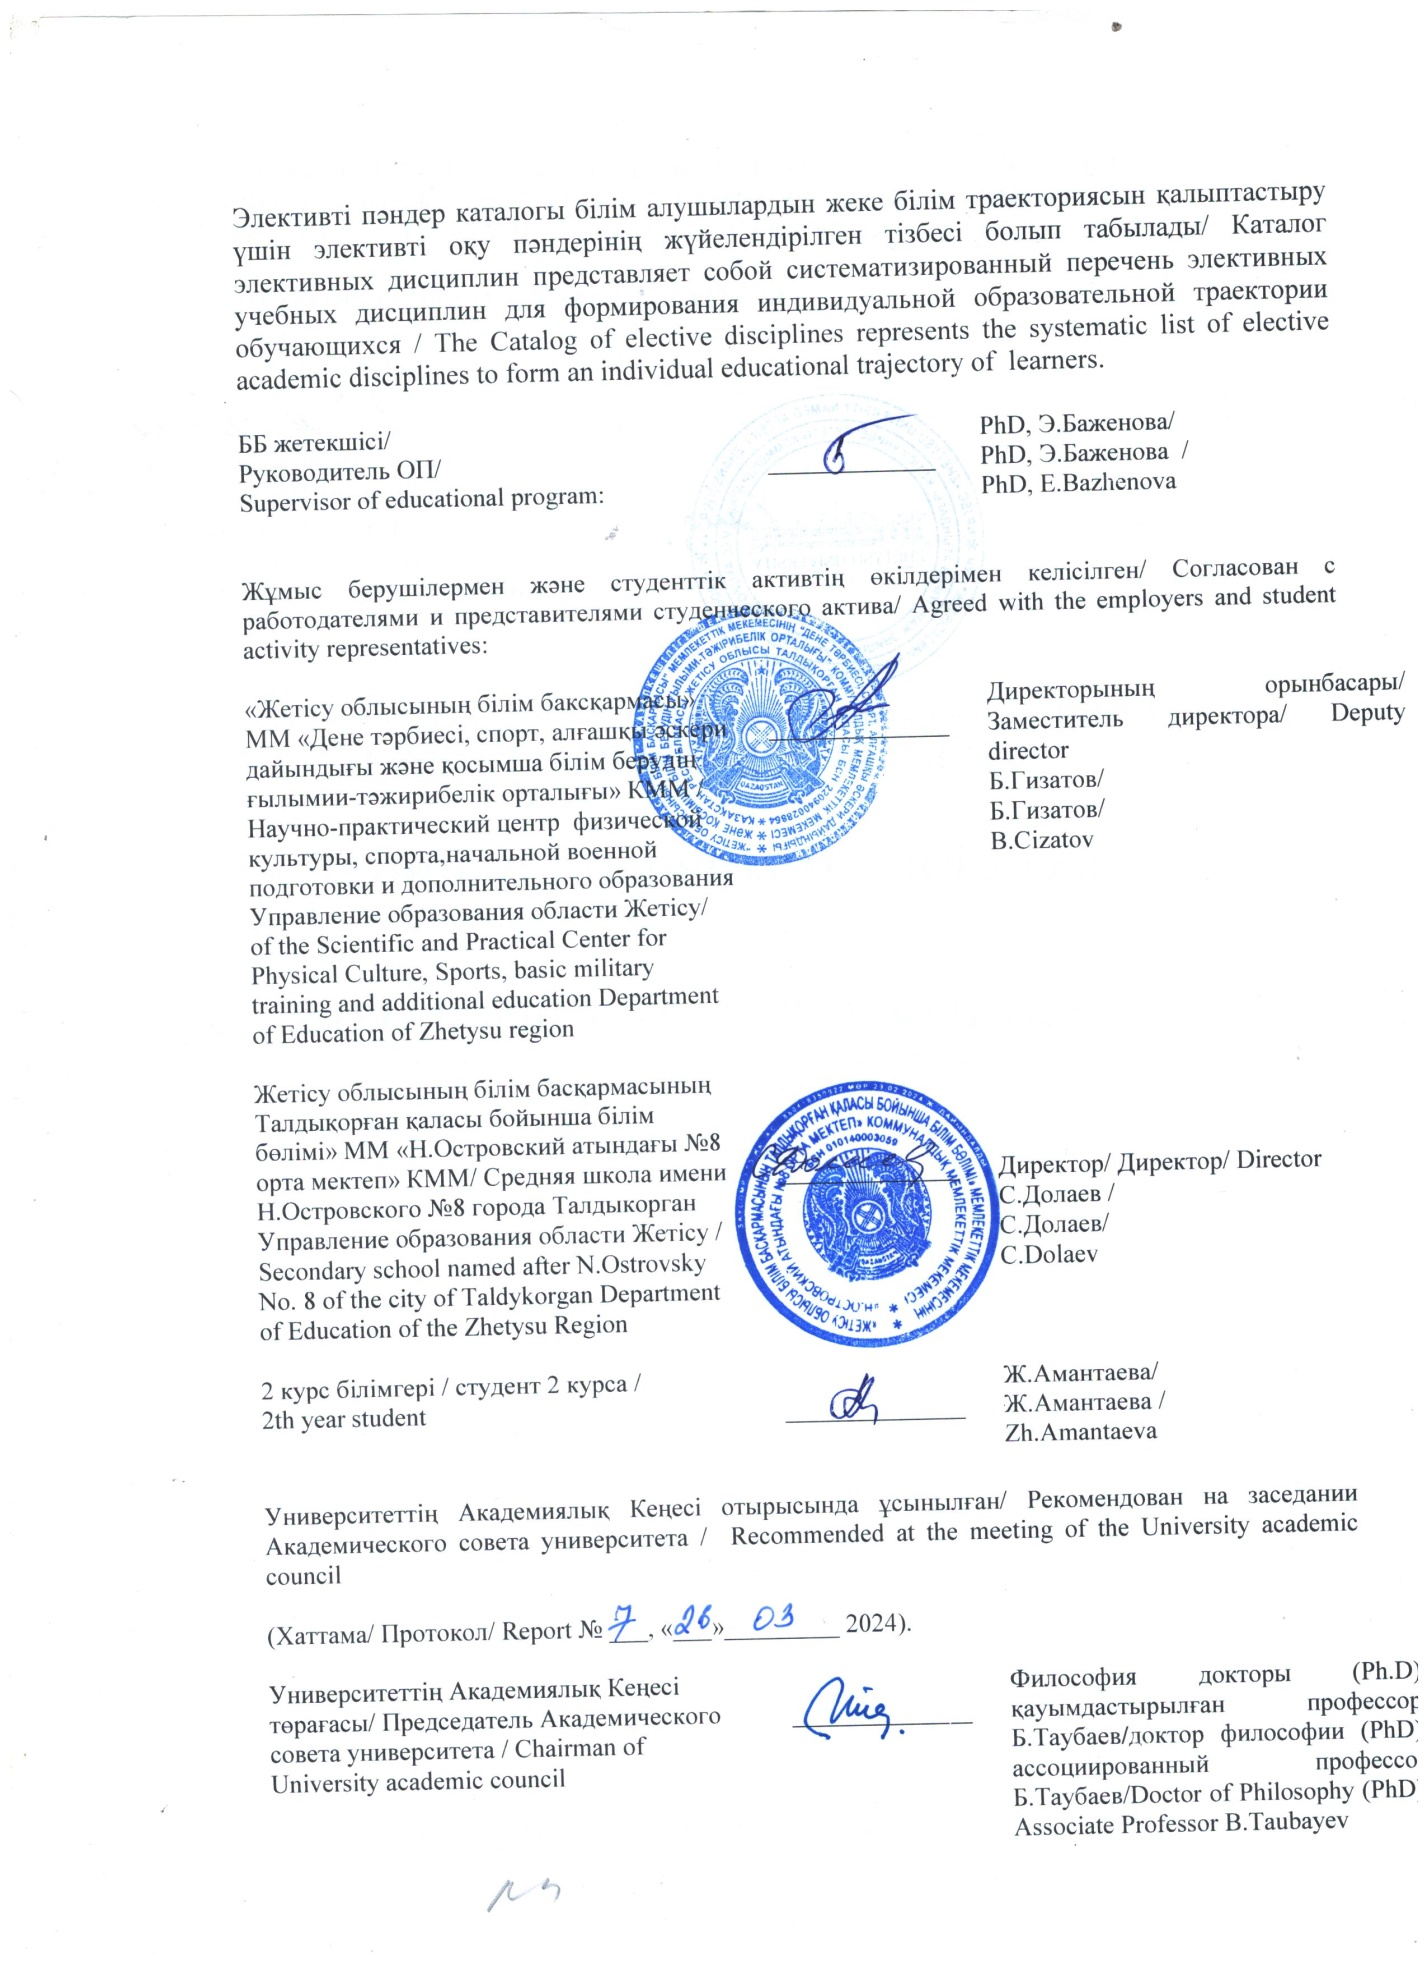 Элективті пәндер каталогы білім алушылардын жеке білім траекториясын қалыптастыру
үшін элективті оқу пәндерінің жүйелендірілген тізбесі болып табылады/ Каталог
элективных дисциплин представляет собой систематизированный перечень элективных
учебных дисциплин для формирования индивидуальной образовательной траектории
обучающихся / The Catalog of elective disciplines represents the systematic list of elective
academic disciplines to form an individual educational trajectory of learners.
ББ жетекшісі/
Руководитель ОП/
Supervisor of educational program:
PhD, Э.Баженова/
PhD, Э.Баженова /
PhD, E.Bazhenova
Жұмыс берушілермен және студенттік активтің өкілдерімен келісілген/ Согласован с
работодателями и представителями студенческого актива/ Agreed with the employers and student
activity representatives:
«Жетісу облысының білім баксқармасы»
ММ «Дене тәрбиесі, спорт, алғашқы әскери
дайындығы және қосымша білім берудің
ғылымии-тәжирибелік орталығы» КММ /
Научно-практический центр физической
культуры, спорта,начальной военной
подготовки и дополнительного образования
Управление образования области Жетісу/
of the Scientific and Practical Center for
Physical Culture, Sports, basic military
training and additional education Department
of Education of Zhetysu region
Директорының орынбасары/
Заместитель директора/ Deputy
director
Б.Гизатов/
Б.Гизатов/
B.Cizatov
Жетісу облысының білім басқармасының
Талдықорған қаласы бойынша білім
бөлімі» ММ «Н.Островский атындағы №8
орта мектеп» КММ/ Средняя школа имени
Н.Островского №8 города Талдыкорган
Управление образования области Жетісу /
Secondary school named after N.Ostrovsky
No. 8 of the city of Taldykorgan Department
of Education of the Zhetysu Region
Директор/ Директор/ Director
С.Долаев /
С.Долаев/
C.Dolaev
2 курс білімгері / студент 2 курса /
2th year student
Ж.Амантаева/
Ж.Амантаева /
Zh.Amantaeva
Университеттің Академиялық Кеңесі отырысында ұсынылған/ Рекомендован на заседании
Академического совета университета / Recommended at the meeting of the University academic
council
(Хаттама/ Протокол/ Report № 7, «26» 03 2024).
Университеттің Академиялық Кеңесі
төрағасы/ Председатель Академического
совета университета / Chairman of
University academic council
Философия докторы (Ph.D)
қауымдастырылған профессор
Б.Таубаев/доктор философии (PhD)
ассоциированный профессо
Б.Таубаев/Doctor of Philosophy (PhD)
Associate Professor B.Taubayev